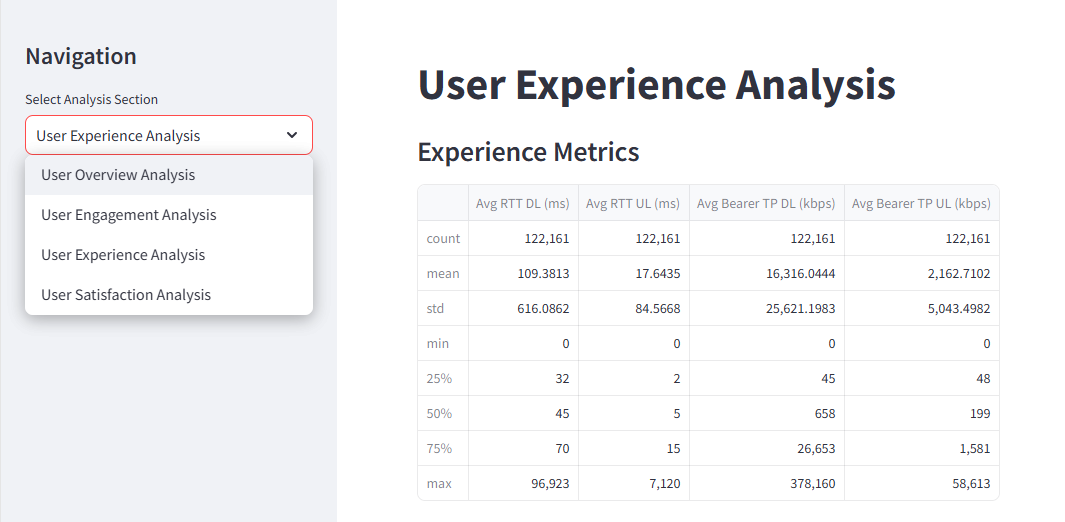 Navigation
Select Analysis Section
User Experience Analysis
User Overview Analysis
User Engagement Analysis
User Experience Analysis
User Satisfaction Analysis
User Experience Analysis
Experience Metrics
Avg RTT DL (ms) Avg RTT UL (ms) Avg Bearer TP DL (kbps) Avg Bearer TP UL (kbps)
count 122,161 122,161 122,161 122,161
mean 109.3813 17.6435 16,316.0444 2,162.7102
std 616.0862 84.5668 25,621.1983 5,043.4982
min 0 0 0 0
25% 32 2 45 48
50% 45 5 658 199
75% 70 15 26,653 1,581
max 96,923 7,120 378,160 58,613